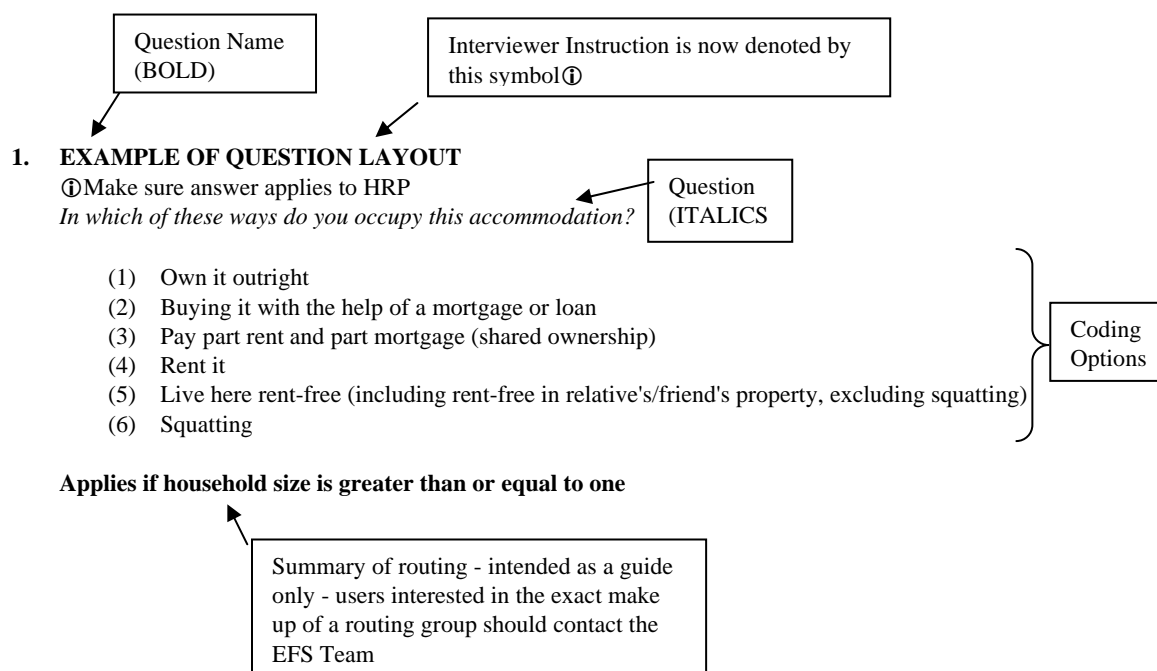 Question Name
(BOLD)
Interviewer Instruction is now denoted by
this symbolⓘ
1. EXAMPLE OF QUESTION LAYOUT
ⓘMake sure answer applies to HRP
In which of these ways do you occupy this accommodation?
Question
(ITALICS
(1) Own it outright
(2) Buying it with the help of a mortgage or loan
(3) Pay part rent and part mortgage (shared ownership)
(4) Rent it
(5) Live here rent-free (including rent-free in relative's/friend's property, excluding squatting)
(6) Squatting
Coding
Options
Applies if household size is greater than or equal to one
Summary of routing - intended as a guide
only - users interested in the exact make
up of a routing group should contact the
EFS Team